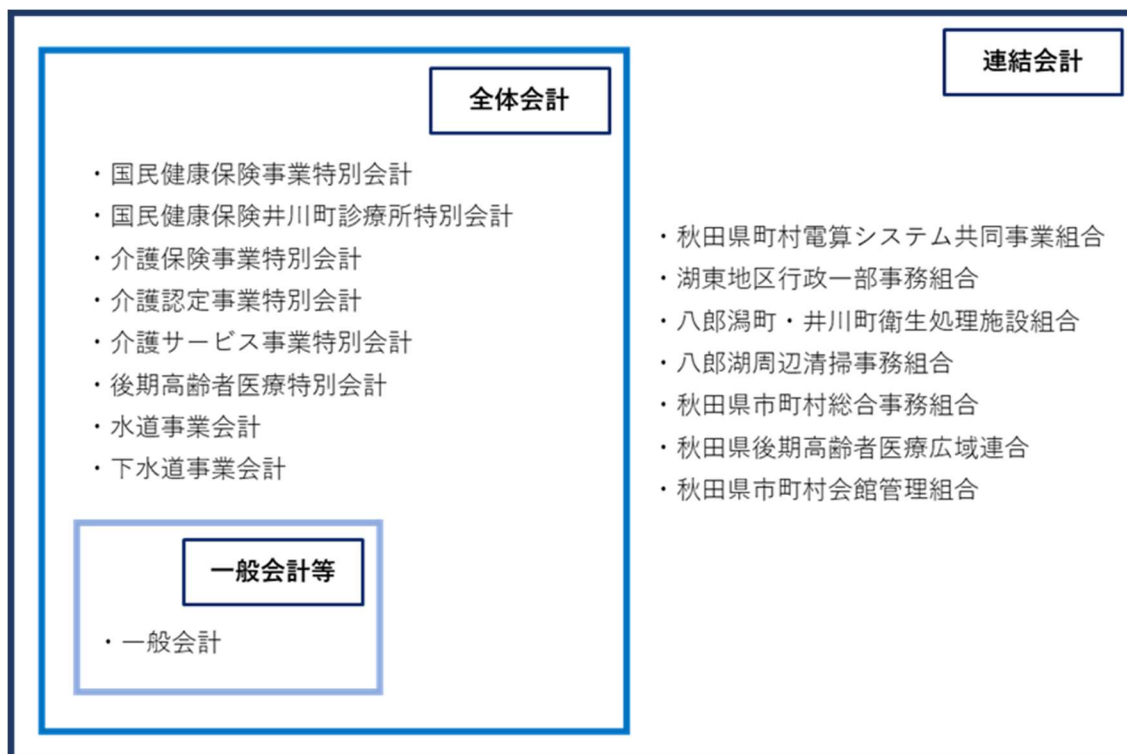 連結会計
全体会計
・国民健康保険事業特別会計
・国民健康保険井川町診療所特別会計
・介護保険事業特別会計
・介護認定事業特別会計
・介護サービス事業特別会計
・後期高齢者医療特別会計
・水道事業会計
・下水道事業会計
一般会計等
・一般会計
・秋田県町村電算システム共同事業組合
・湖東地区行政一部事務組合
・八郎潟町・井川町衛生処理施設組合
・八郎湖周辺清掃事務組合
・秋田県市町村総合事務組合
・秋田県後期高齢者医療広域連合
・秋田県市町村会館管理組合